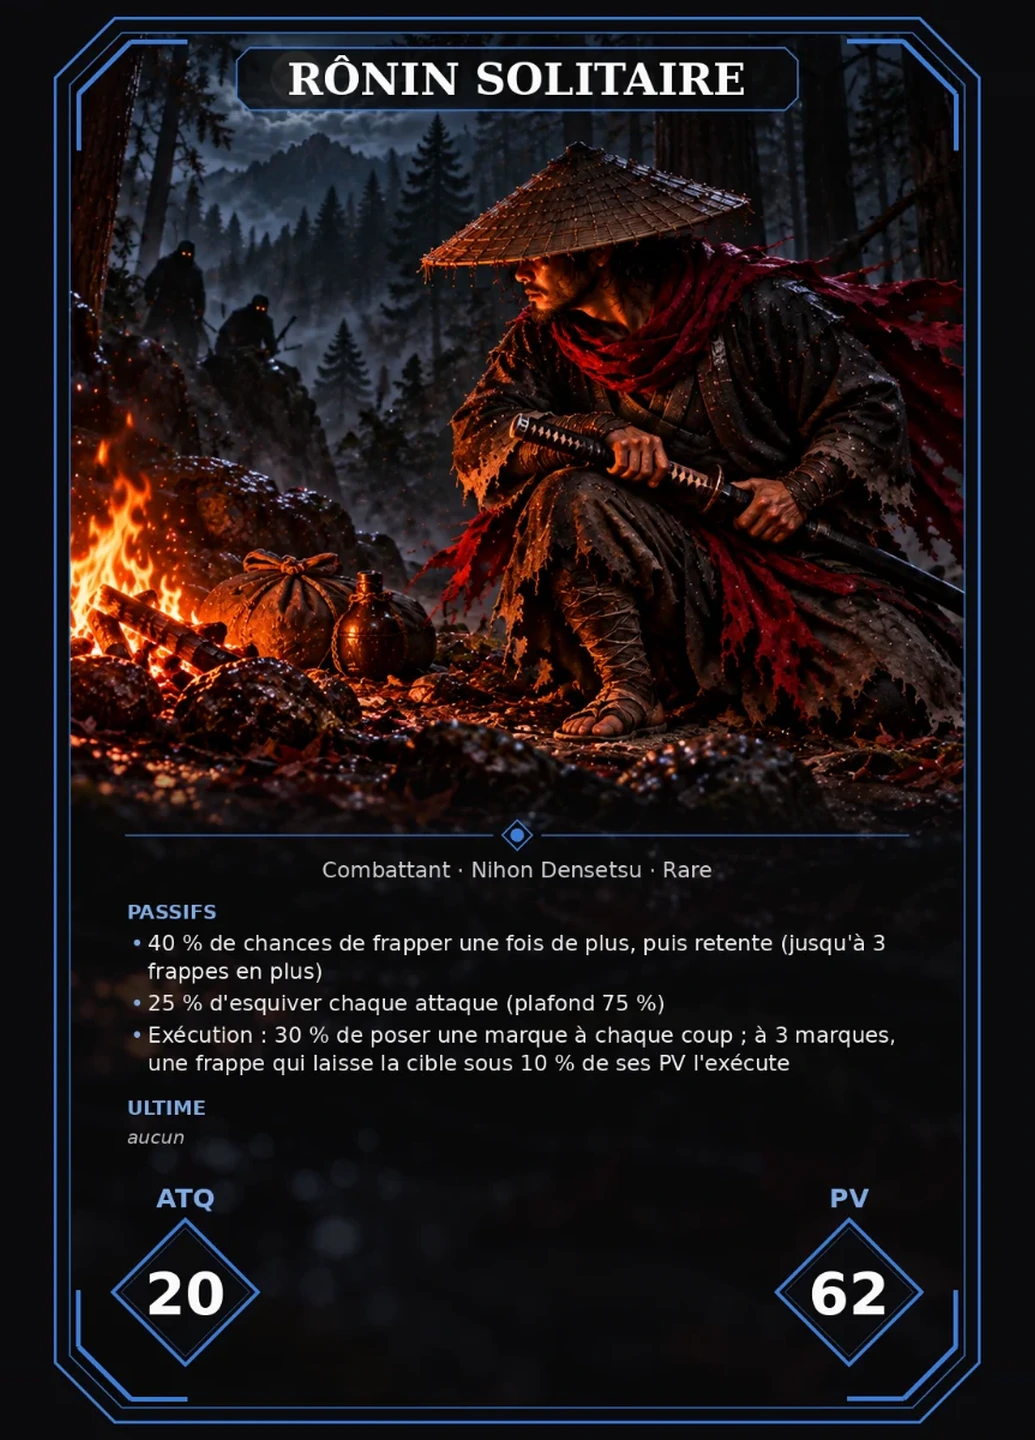 RÔNIN SOLITAIRE
Combattant · Nihon Densetsu · Rare
PASSIFS
• 40 % de chances de frapper une fois de plus, puis retente (jusqu'à 3
frappes en plus)
• 25 % d'esquiver chaque attaque (plafond 75 %)
• Exécution : 30 % de poser une marque à chaque coup ; à 3 marques,
une frappe qui laisse la cible sous 10 % de ses PV l'exécute
ULTIME
aucun
ATQ
PV
20
62